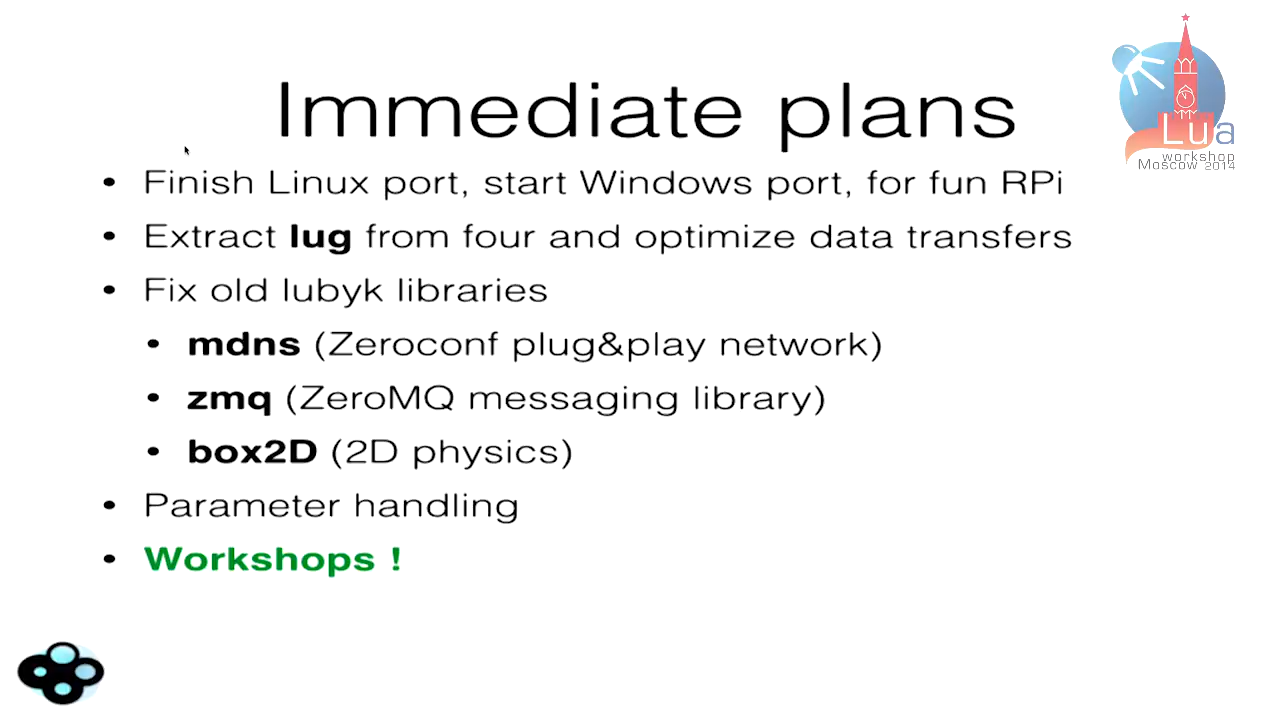 Immediate plans
• Finish Linux port, start Windows port, for fun RPi
• Extract lug from four and optimize data transfers
• Fix old lubyk libraries
• mdns (Zeroconf plug&play network)
• zmq (ZeroMQ messaging library)
• box2D (2D physics)
• Parameter handling
• Workshops !
Lua
workshop
Moscow 2014